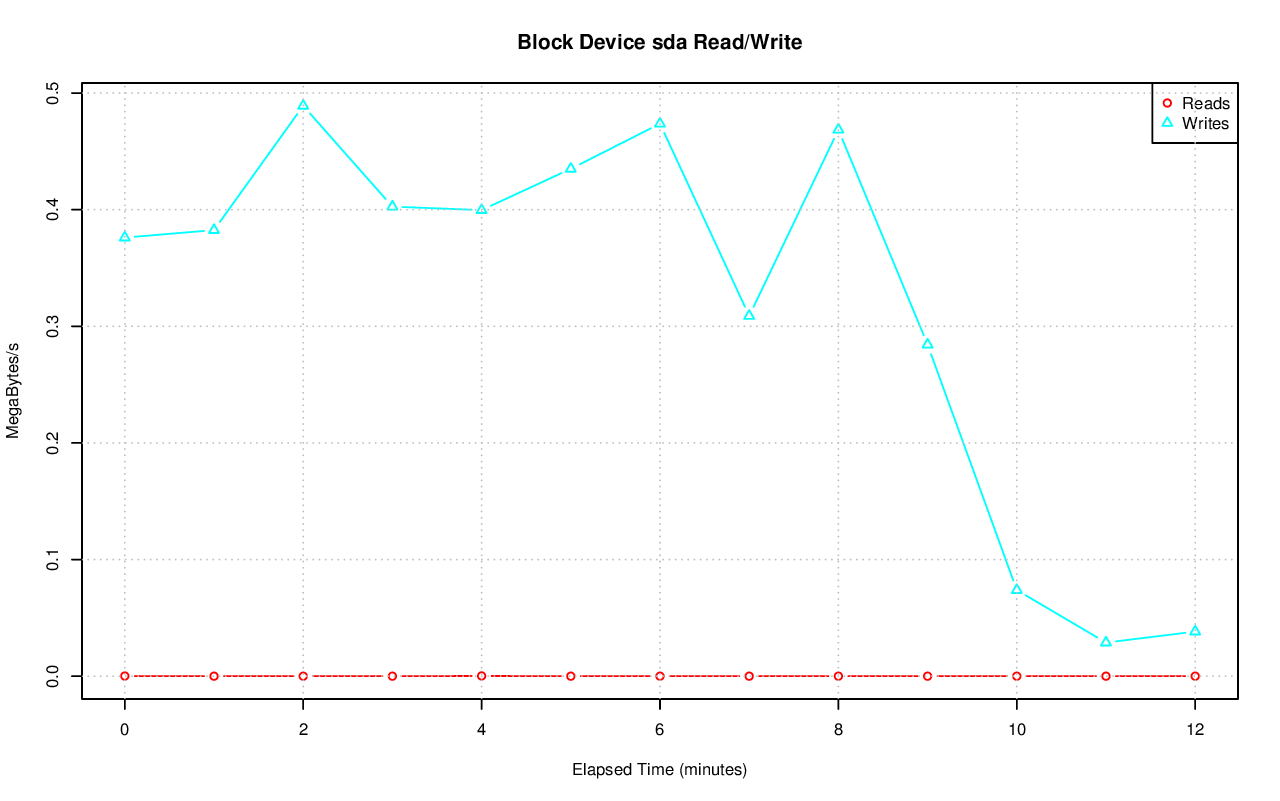 Block Device sda Read/Write
Reads
Writes
MegaBytes/s
0.5
0.4
0.3
0.2
0.1
0.0
0 2 4 6 8 10 12
Elapsed Time (minutes)